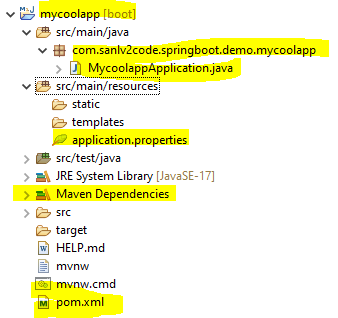 mycoolapp [boot]
src/main/java
com.sanlv2code.springboot.demo.mycoolapp
MycoolappApplication.java
src/main/resources
static
templates
application.properties
src/test/java
JRE System Library [JavaSE-17]
Maven Dependencies
src
target
HELP.md
mvnw
mvnw.cmd
pom.xml